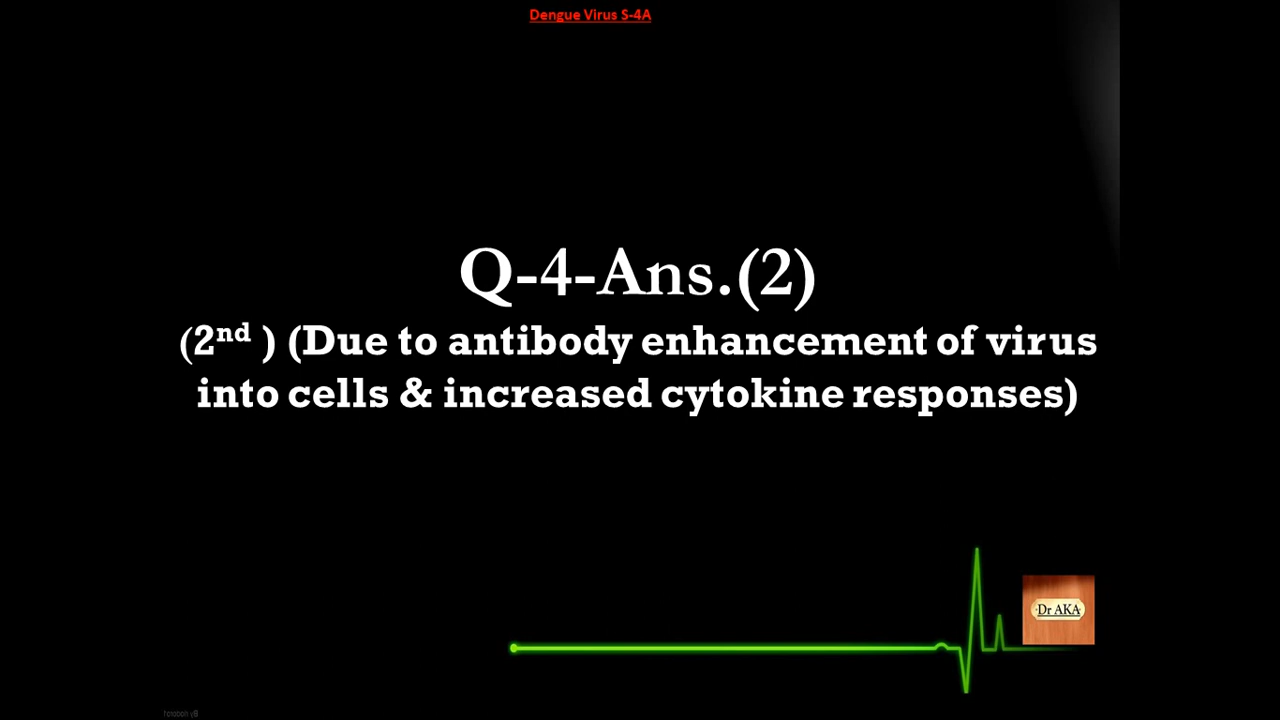 Dengue Virus S-4A
Q-4-Ans.(2)
(2nd ) (Due to antibody enhancement of virus
into cells & increased cytokine responses)
Dr AKA